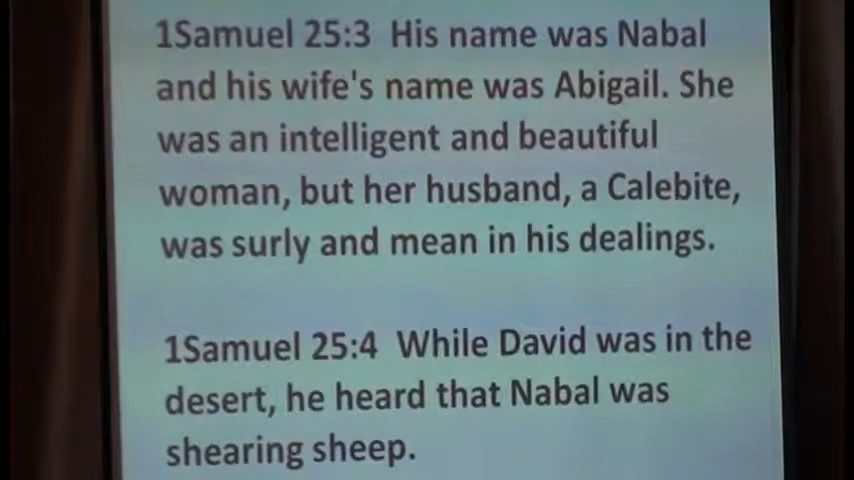 1Samuel 25:3 His name was Nabal
and his wife's name was Abigail. She
was an intelligent and beautiful
woman, but her husband, a Calebite,
was surly and mean in his dealings.
1Samuel 25:4 While David was in the
desert, he heard that Nabal was
shearing sheep.